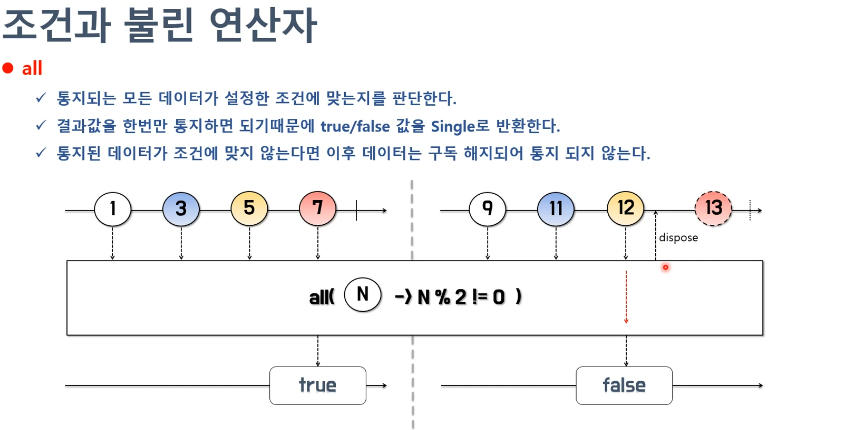 조건과 불린 연산자
all
통지되는 모든 데이터가 설정한 조건에 맞는지를 판단한다.
결과값을 한번만 통지하면 되기때문에 true/false 값을 Single로 반환한다.
통지된 데이터가 조건에 맞지 않는다면 이후 데이터는 구독 해지되어 통지 되지 않는다.
1 3 5 7 9 11 12 13
dispose
all( N -> N % 2 != 0 )
true false